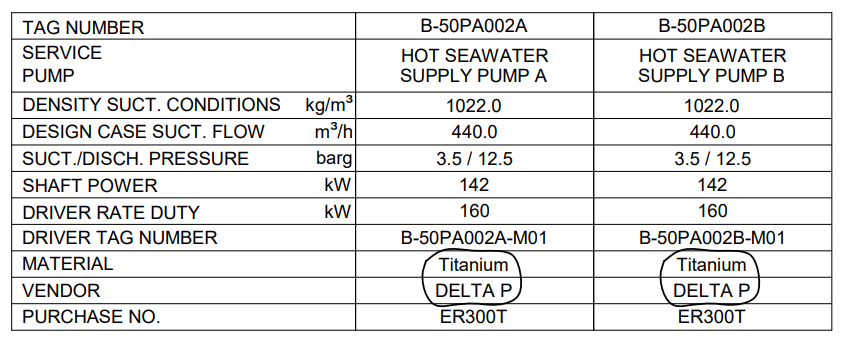 TAG NUMBER B-50PA002A B-50PA002B
SERVICE HOT SEAWATER HOT SEAWATER
PUMP SUPPLY PUMP A SUPPLY PUMP B
DENSITY SUCT. CONDITIONS kg/m³ 1022.0 1022.0
DESIGN CASE SUCT. FLOW m³/h 440.0 440.0
SUCT./DISCH. PRESSURE barg 3.5 / 12.5 3.5 / 12.5
SHAFT POWER kW 142 142
DRIVER RATE DUTY kW 160 160
DRIVER TAG NUMBER B-50PA002A-M01 B-50PA002B-M01
MATERIAL Titanium Titanium
VENDOR DELTA P DELTA P
PURCHASE NO. ER300T ER300T